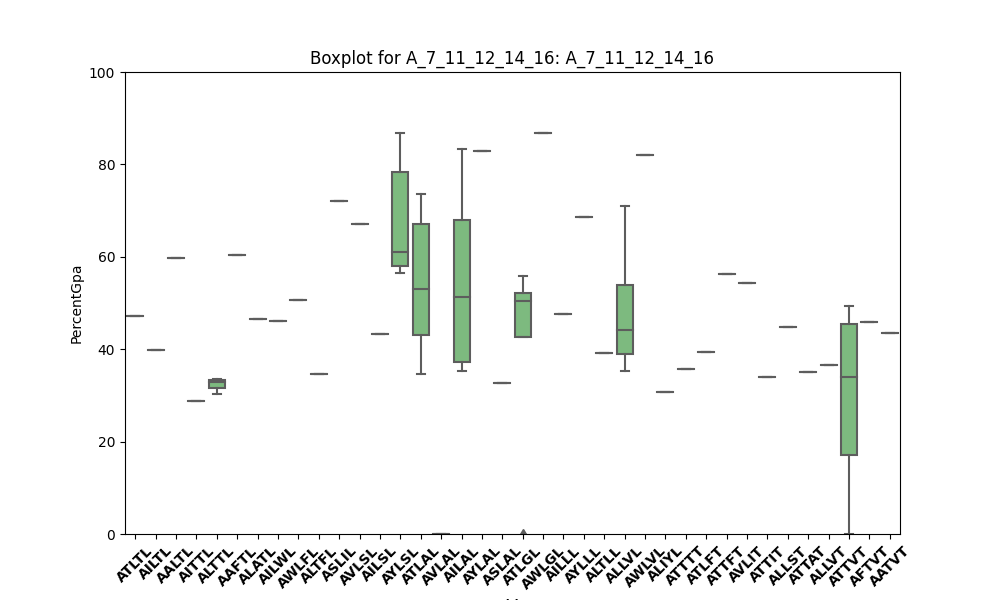 Boxplot for A_7_11_12_14_16: A_7_11_12_14_16
PercentGpa
100
80
60
40
20
0
ATLTL
AILTL
AALTL
AITTL
ALTTL
AAFTL
ALATL
AILWL
AWLFL
ALTFL
ASLIL
AVLSL
AILSL
AYLSL
ATLAL
AVLAL
AILAL
AYLAL
ASLAL
ATLGL
AWLGL
AILLL
AYLLL
ALTLL
ALLVL
AWLVL
ALIYL
ATTTT
ATLFT
ATTFT
AVLIT
ATTIT
ALLST
ATTAT
ALLVT
ATTVT
AFTVT
AATVT